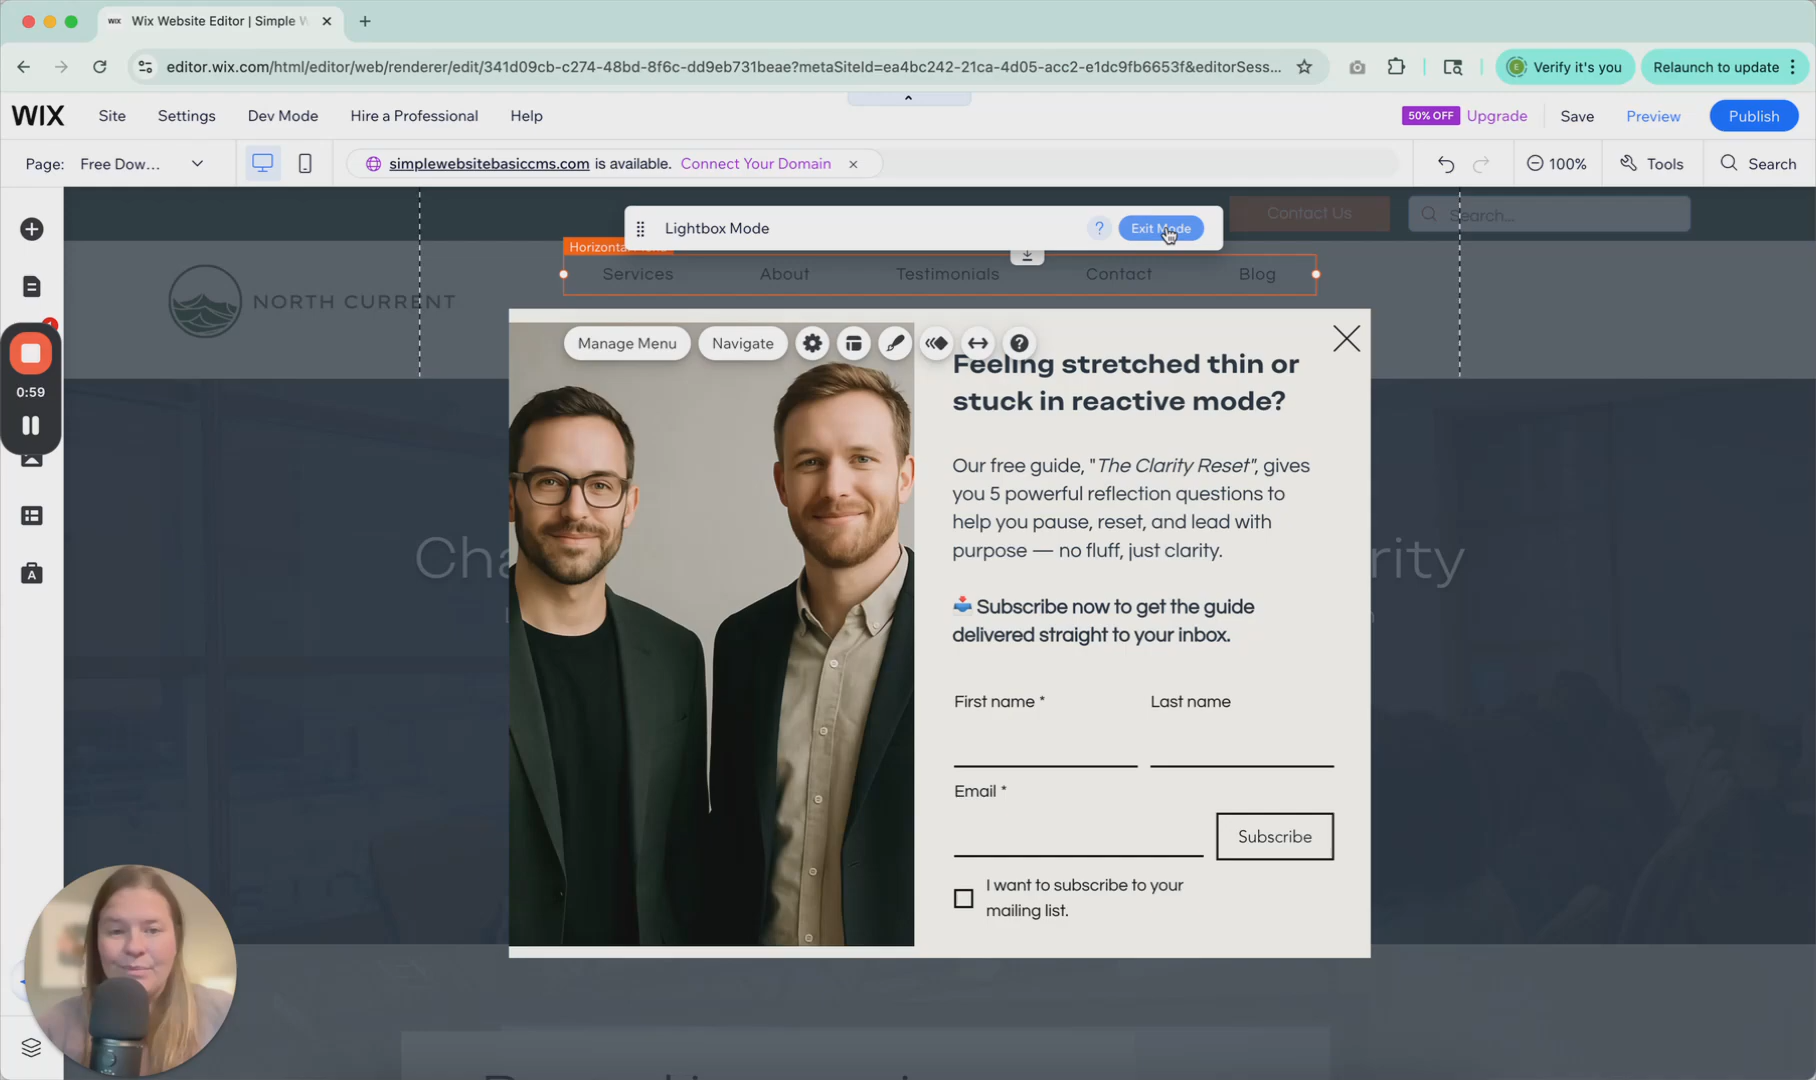 WIX Wix Website Editor | Simple W
editor.wix.com/html/editor/web/renderer/edit/341d09cb-c274-48bd-8f6c-dd9eb731beae?metaSiteId=ea4bc242-21ca-4d05-acc2-e1dc9fb6653f&editorSess...
Verify it's you
Relaunch to update
WIX
Site
Settings
Dev Mode
Hire a Professional
Help
50% OFF
Upgrade
Save
Preview
Publish
Page: Free Dow...
simplewebsitebasiccms.com is available. Connect Your Domain
100%
Tools
Search
Contact Us
Search...
Lightbox Mode
?
Exit Mode
Services
About
Testimonials
Contact
Blog
NORTH CURRENT
Manage Menu
Navigate
Feeling stretched thin or
stuck in reactive mode?
Our free guide, "The Clarity Reset", gives
you 5 powerful reflection questions to
help you pause, reset, and lead with
purpose — no fluff, just clarity.
📥 Subscribe now to get the guide
delivered straight to your inbox.
First name *
Last name
Email *
Subscribe
I want to subscribe to your
mailing list.
0:59